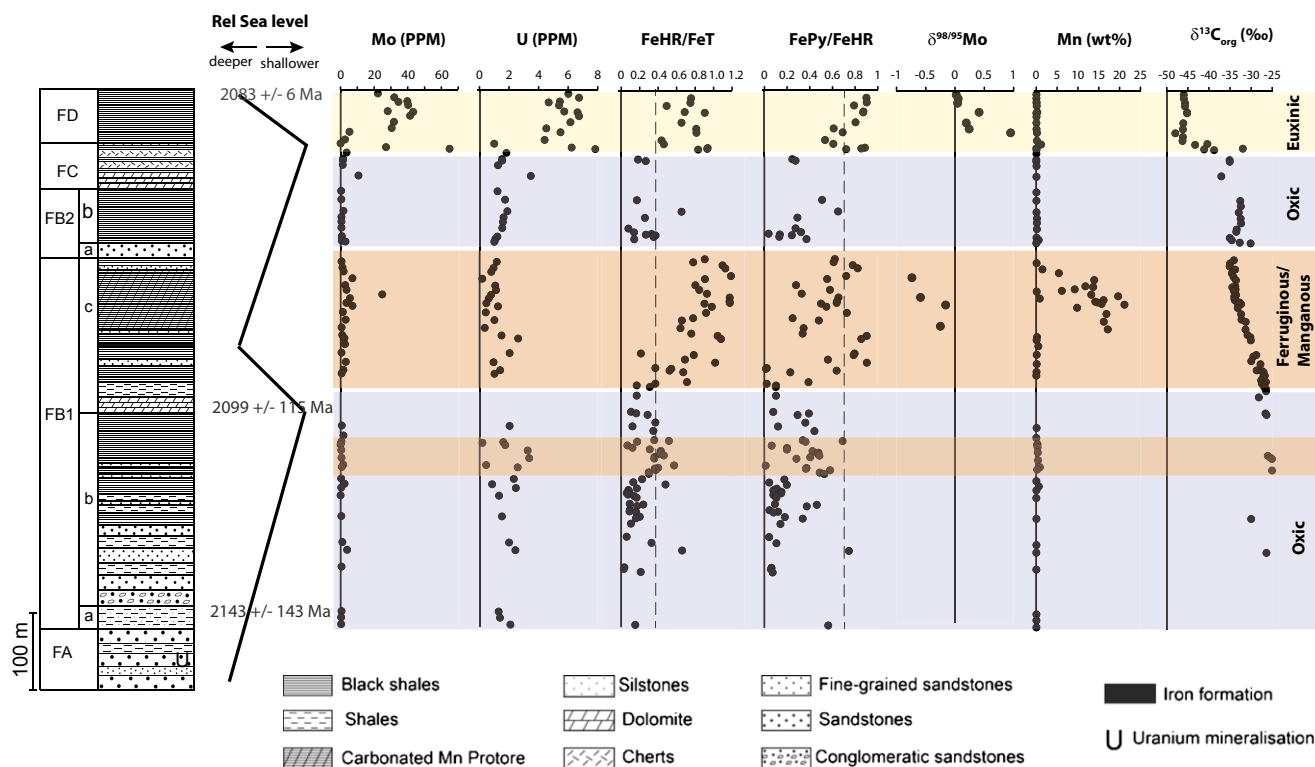 Rel Sea level
deeper shallower
Mo (PPM)
U (PPM)
FeHR/FeT
FePy/FeHR
δ98/95Mo
Mn (wt%)
δ13Corg (‰)
0 20 40 60
0 2 4 6 8
0 0.2 0.4 0.6 0.8 1.0 1.2
0 0.2 0.4 0.6 0.8 1
-1 0 0.5 1
0 5 10 15 20 25
-50 -45 -40 -35 -30 -25
FD
FC
FB2
b
a
FB1
c
b
a
FA
U
100 m
2083 +/- 6 Ma
2099 +/- 115 Ma
2143 +/- 143 Ma
Euxinic
Oxic
Ferruginous/
Manganous
Oxic
Black shales
Shales
Carbonated Mn Protore
Silstones
Dolomite
Cherts
Fine-grained sandstones
Sandstones
Conglomeratic sandstones
Iron formation
U Uranium mineralisation